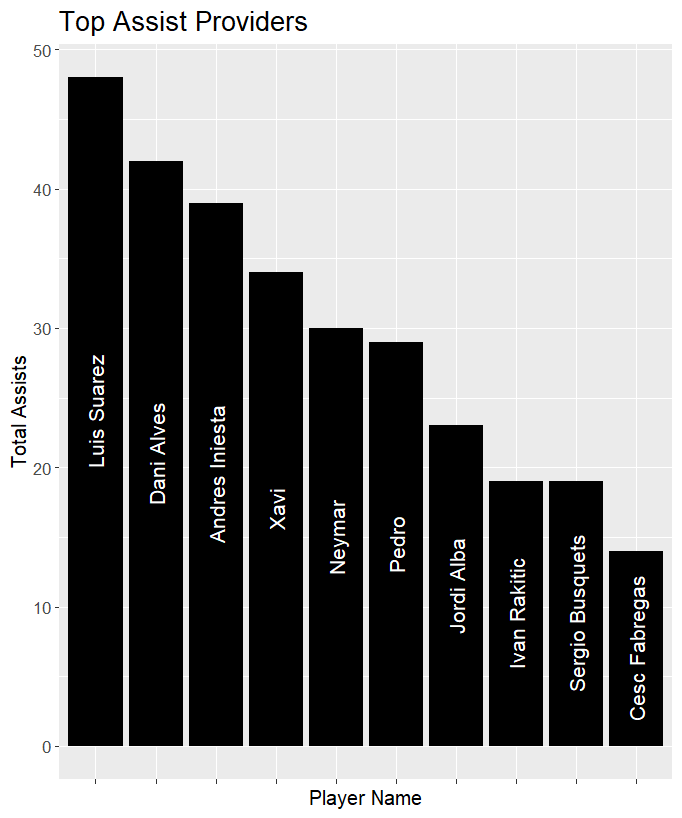 Top Assist Providers
50
40
30
20
10
0
Total Assists
Luis Suarez
Dani Alves
Andres Iniesta
Xavi
Neymar
Pedro
Jordi Alba
Ivan Rakitic
Sergio Busquets
Cesc Fabregas
Player Name